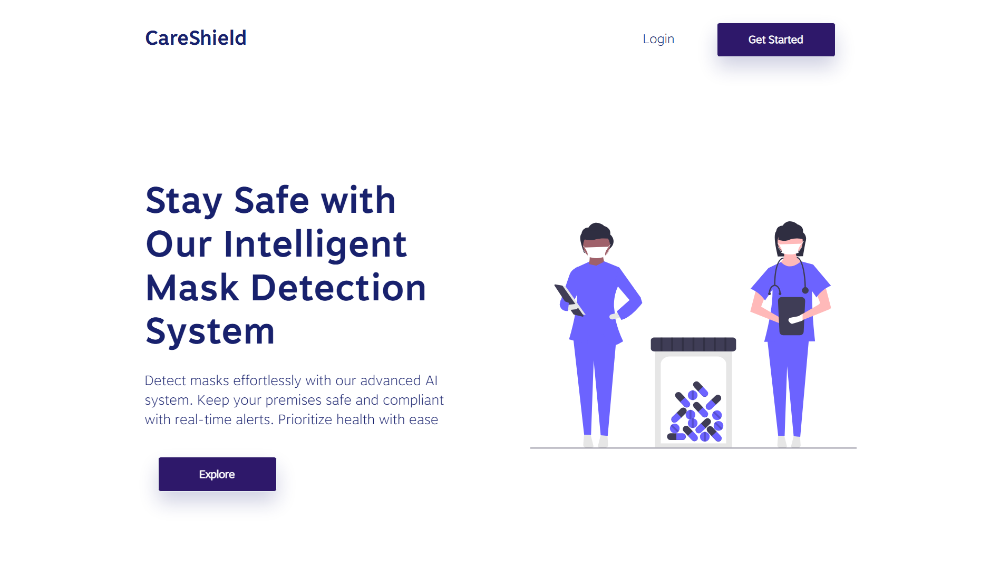 CareShield
Login
Get Started
Stay Safe with
Our Intelligent
Mask Detection
System
Detect masks effortlessly with our advanced AI
system. Keep your premises safe and compliant
with real-time alerts. Prioritize health with ease
Explore